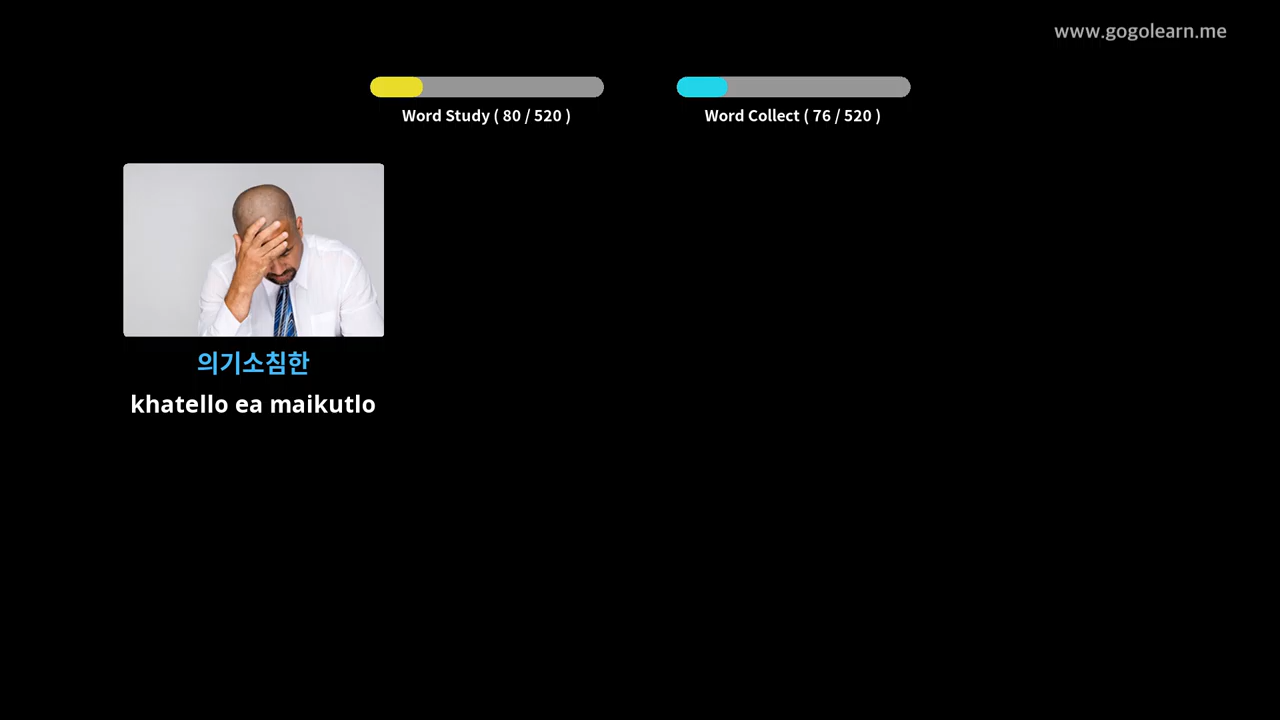 www.gogolearn.me
Word Study ( 80 / 520 )
Word Collect ( 76 / 520 )
의기소침한
khatello ea maikutlo